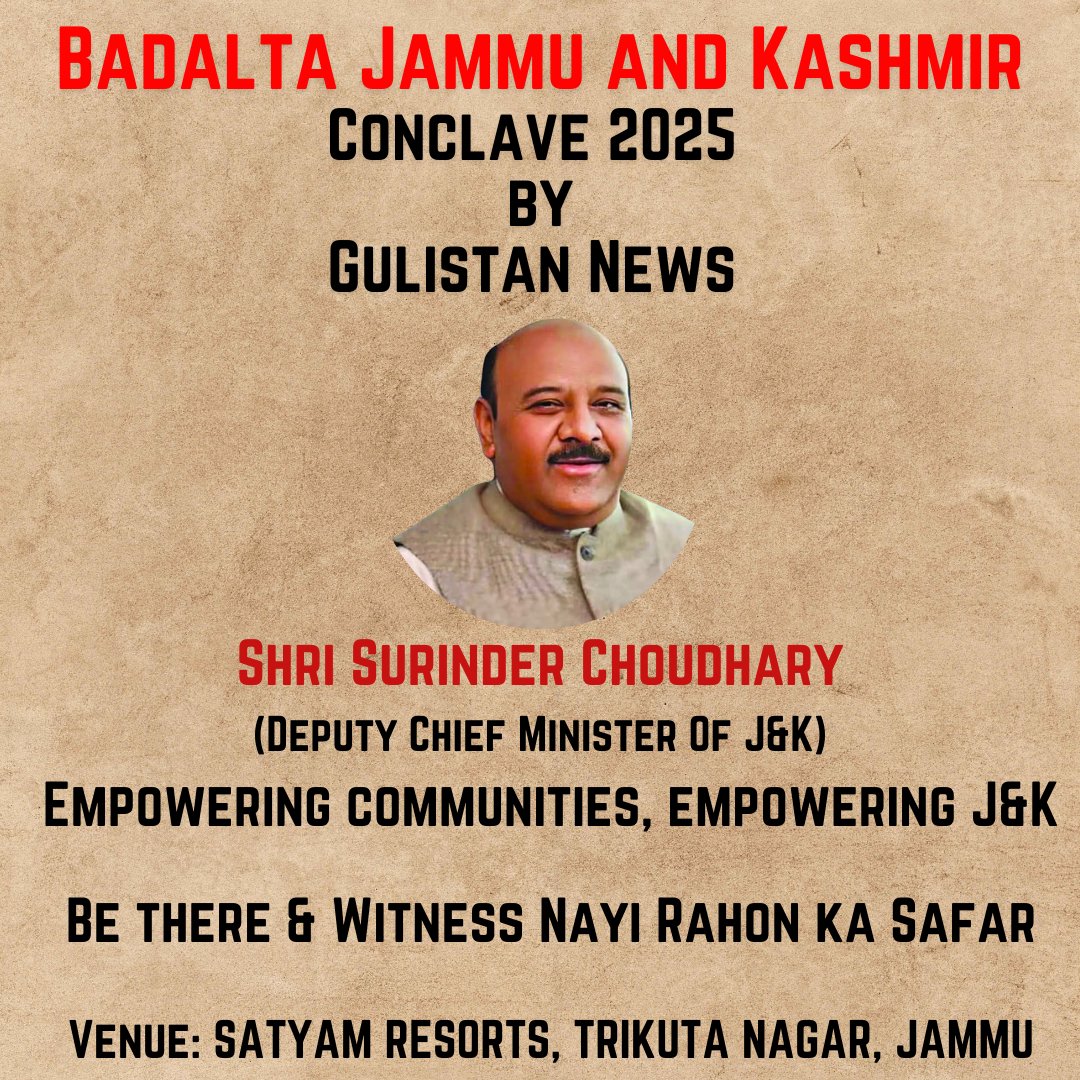 Badalta Jammu and Kashmir
Conclave 2025
by
Gulistan News
Shri Surinder Choudhary
(Deputy Chief Minister Of J&K)
Empowering communities, empowering J&K
Be there & Witness Nayi Rahon ka Safar
Venue: SATYAM RESORTS, TRIKUTA NAGAR, JAMMU